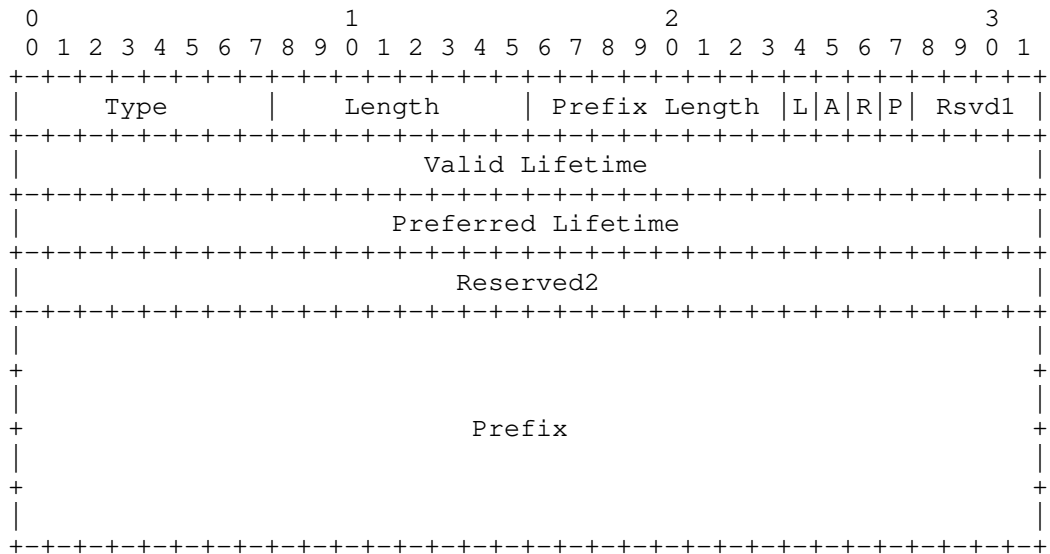 0                   1                   2                   3
 0 1 2 3 4 5 6 7 8 9 0 1 2 3 4 5 6 7 8 9 0 1 2 3 4 5 6 7 8 9 0 1
+-+-+-+-+-+-+-+-+-+-+-+-+-+-+-+-+-+-+-+-+-+-+-+-+-+-+-+-+-+-+-+-+
|     Type      |    Length     | Prefix Length |L|A|R|P| Rsvd1 |
+-+-+-+-+-+-+-+-+-+-+-+-+-+-+-+-+-+-+-+-+-+-+-+-+-+-+-+-+-+-+-+-+
|                         Valid Lifetime                        |
+-+-+-+-+-+-+-+-+-+-+-+-+-+-+-+-+-+-+-+-+-+-+-+-+-+-+-+-+-+-+-+-+
|                       Preferred Lifetime                      |
+-+-+-+-+-+-+-+-+-+-+-+-+-+-+-+-+-+-+-+-+-+-+-+-+-+-+-+-+-+-+-+-+
|                           Reserved2                           |
+-+-+-+-+-+-+-+-+-+-+-+-+-+-+-+-+-+-+-+-+-+-+-+-+-+-+-+-+-+-+-+-+
|                                                               |
+                                                               +
|                                                               |
+                            Prefix                             +
|                                                               |
+                                                               +
|                                                               |
+-+-+-+-+-+-+-+-+-+-+-+-+-+-+-+-+-+-+-+-+-+-+-+-+-+-+-+-+-+-+-+-+